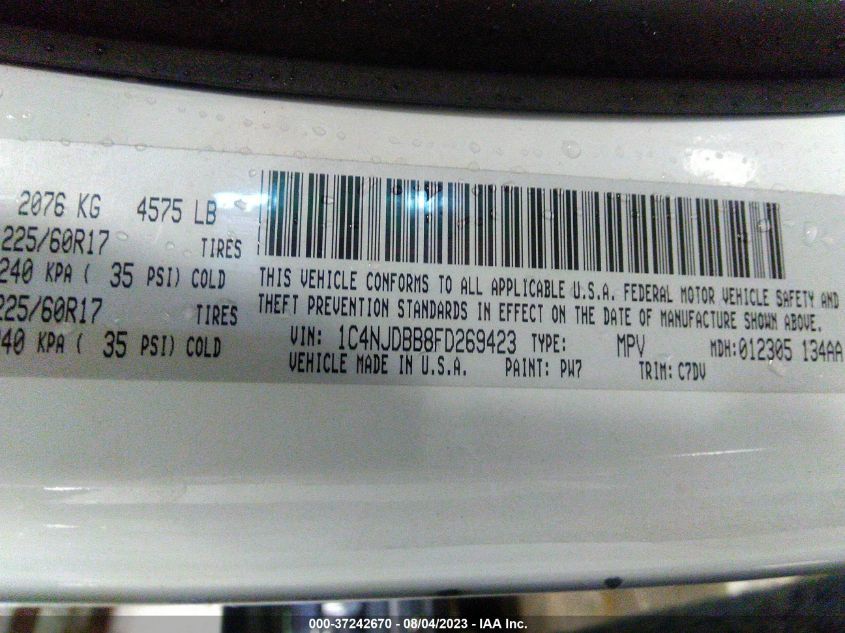 2076 KG 4575 LB
225/60R17 TIRES
240 KPA ( 35 PSI) COLD
225/60R17 TIRES
40 KPA ( 35 PSI) COLD
THIS VEHICLE CONFORMS TO ALL APPLICABLE U.S.A. FEDERAL MOTOR VEHICLE SAFETY AND
THEFT PREVENTION STANDARDS IN EFFECT ON THE DATE OF MANUFACTURE SHOWN ABOVE.
VIN: 1C4NJDBB8FD269423 TYPE: MPV MDH:012305 134AA
VEHICLE MADE IN U.S.A. PAINT: PW7 TRIM: C7DV
000-37242670 - 08/04/2023 - IAA Inc.